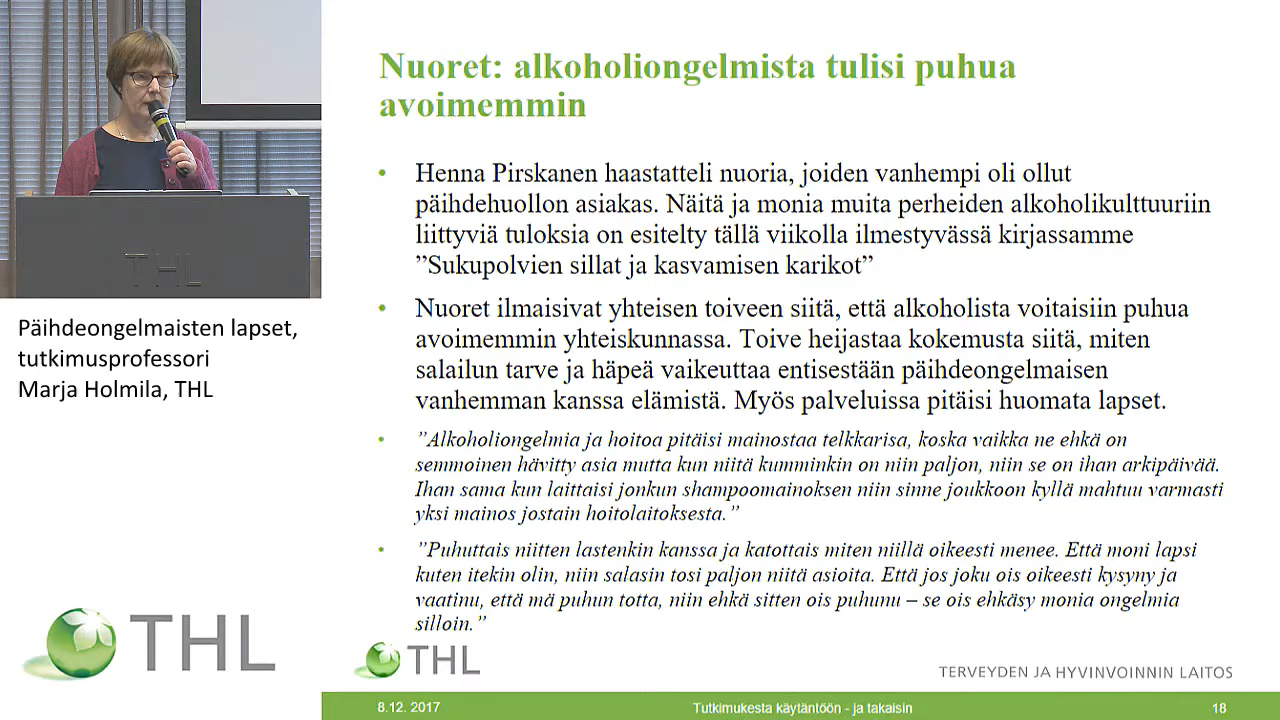 THL
Päihdeongelmaisten lapset,
tutkimusprofessori
Marja Holmila, THL
THL
Nuoret: alkoholiongelmista tulisi puhua
avoimemmin
• Henna Pirskanen haastatteli nuoria, joiden vanhempi oli ollut
päihdehuollon asiakas. Näitä ja monia muita perheiden alkoholikulttuuriin
liittyviä tuloksia on esitelty tällä viikolla ilmestyvässä kirjassamme
”Sukupolvien sillat ja kasvamisen karikot”
• Nuoret ilmaisivat yhteisen toiveen siitä, että alkoholista voitaisiin puhua
avoimemmin yhteiskunnassa. Toive heijastaa kokemusta siitä, miten
salailun tarve ja häpeä vaikeuttaa entisestään päihdeongelmaisen
vanhemman kanssa elämistä. Myös palveluissa pitäisi huomata lapset.
• ”Alkoholiongelmia ja hoitoa pitäisi mainostaa telkkarisa, koska vaikka ne ehkä on
semmoinen hävitty asia mutta kun niitä kumminkin on niin paljon, niin se on ihan arkipäivää.
Ihan sama kun laittaisi jonkun shampoomainoksen niin sinne joukkoon kyllä mahtuu varmasti
yksi mainos jostain hoitolaitoksesta.”
• ”Puhuttais niitten lastenkin kanssa ja katottais miten niillä oikeesti menee. Että moni lapsi
kuten itekin olin, niin salasin tosi paljon niitä asioita. Että jos joku ois oikeesti kysyny ja
vaatinu, että mä puhun totta, niin ehkä sitten ois puhunu – se ois ehkäsy monia ongelmia
silloin.”
THL
TERVEYDEN JA HYVINVOINNIN LAITOS
8.12. 2017
Tutkimukesta käytäntöön - ja takaisin
18